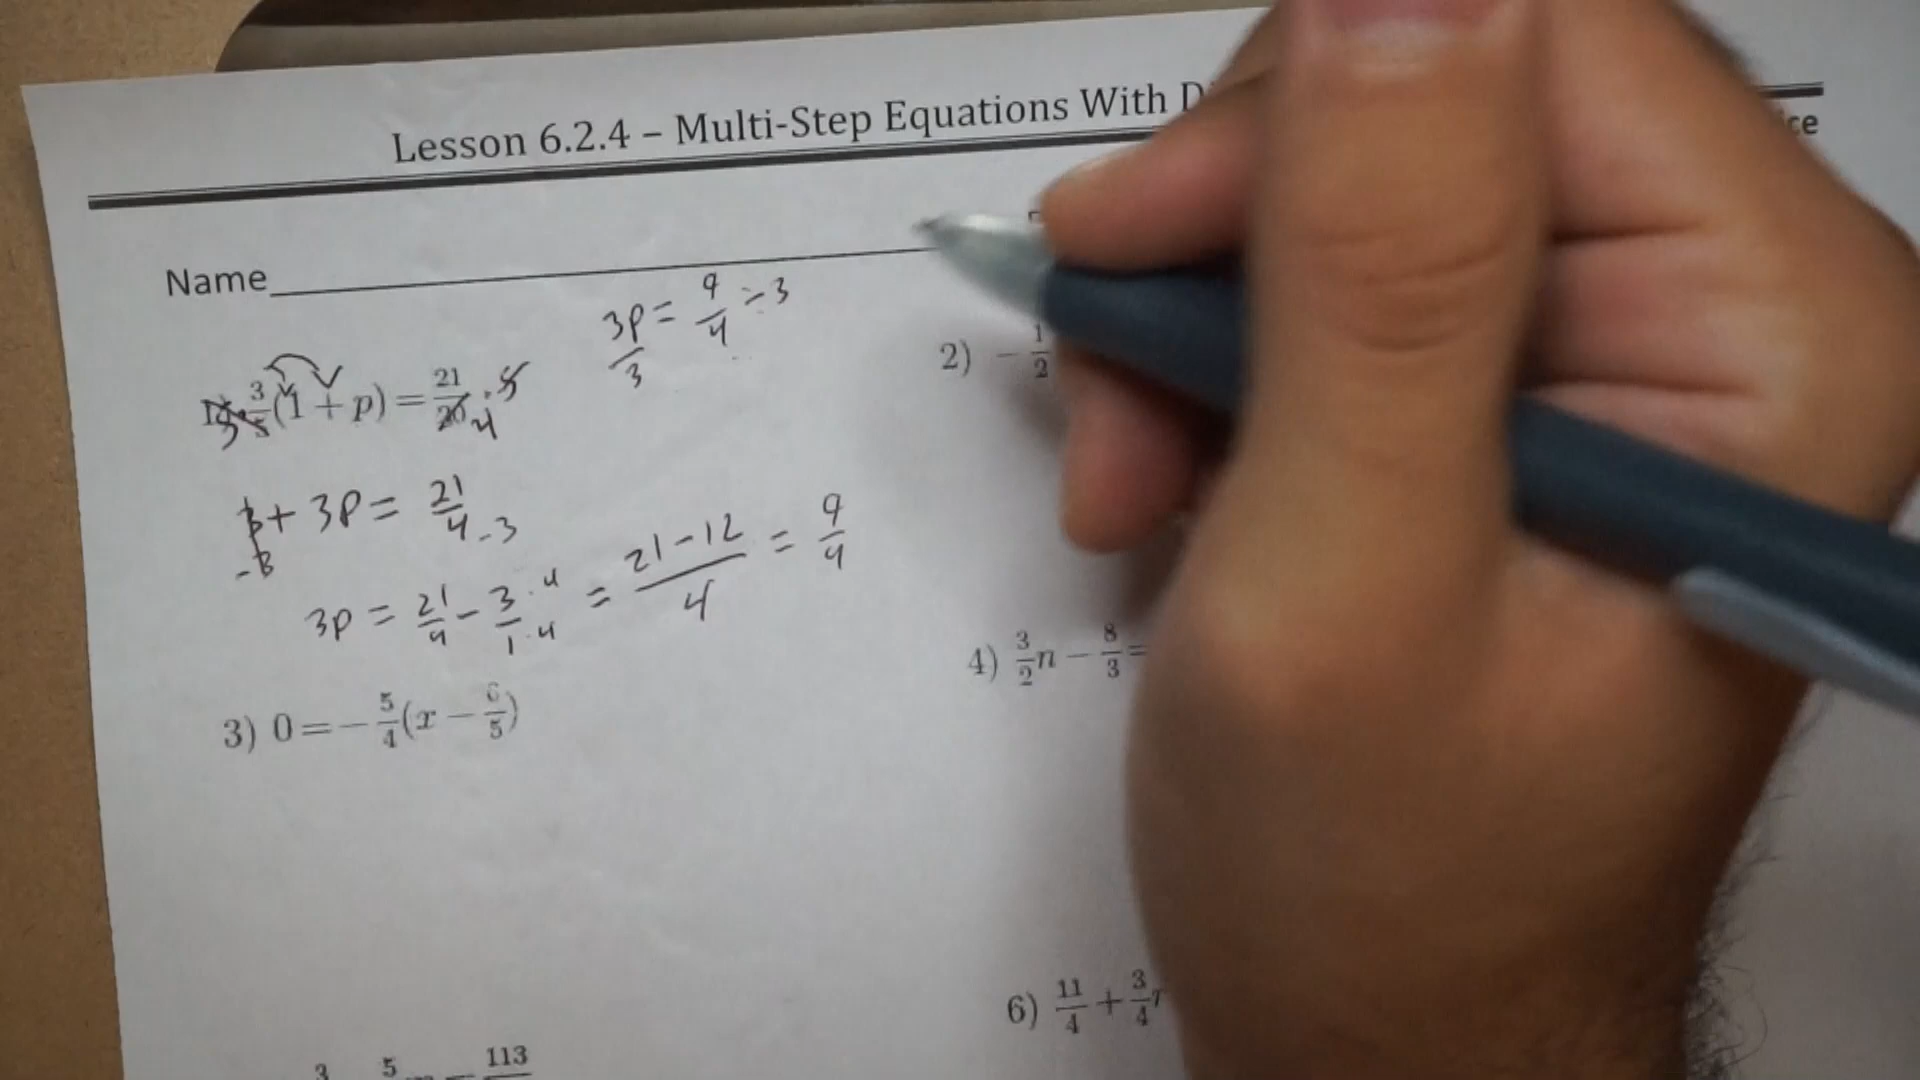 Lesson 6.2.4 – Multi-Step Equations With
ce
Name
3p/3 = 9/4 ÷ 3
3/5(1 + p) = 21/20 · 5
4
2) − 1/2
3 + 3p = 21/4 - 3
- 3
3p = 21/4 - 3/1 · 4/4 = 21-12/4 = 9/4
3) 0 = − 5/4(x − 6/5)
4) 3/2n − 8/3 =
6) 11/4 + 3/4
3 5 113